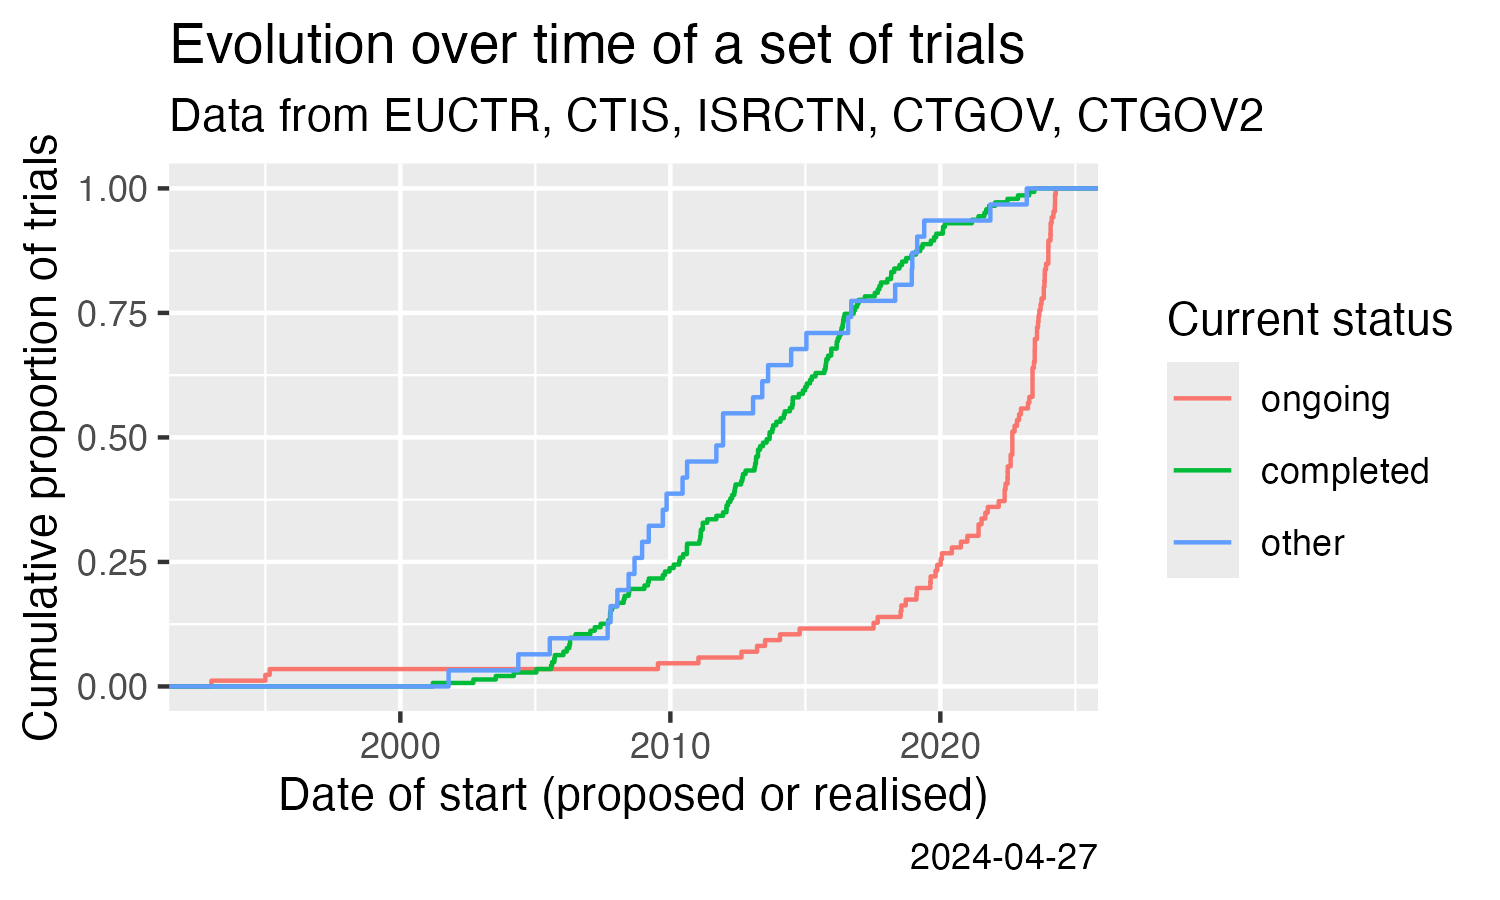 Evolution over time of a set of trials
Data from EUCTR, CTIS, ISRCTN, CTGOV, CTGOV2
Cumulative proportion of trials
1.00
0.75
0.50
0.25
0.00
2000 2010 2020
Date of start (proposed or realised)
Current status
ongoing
completed
other
2024-04-27